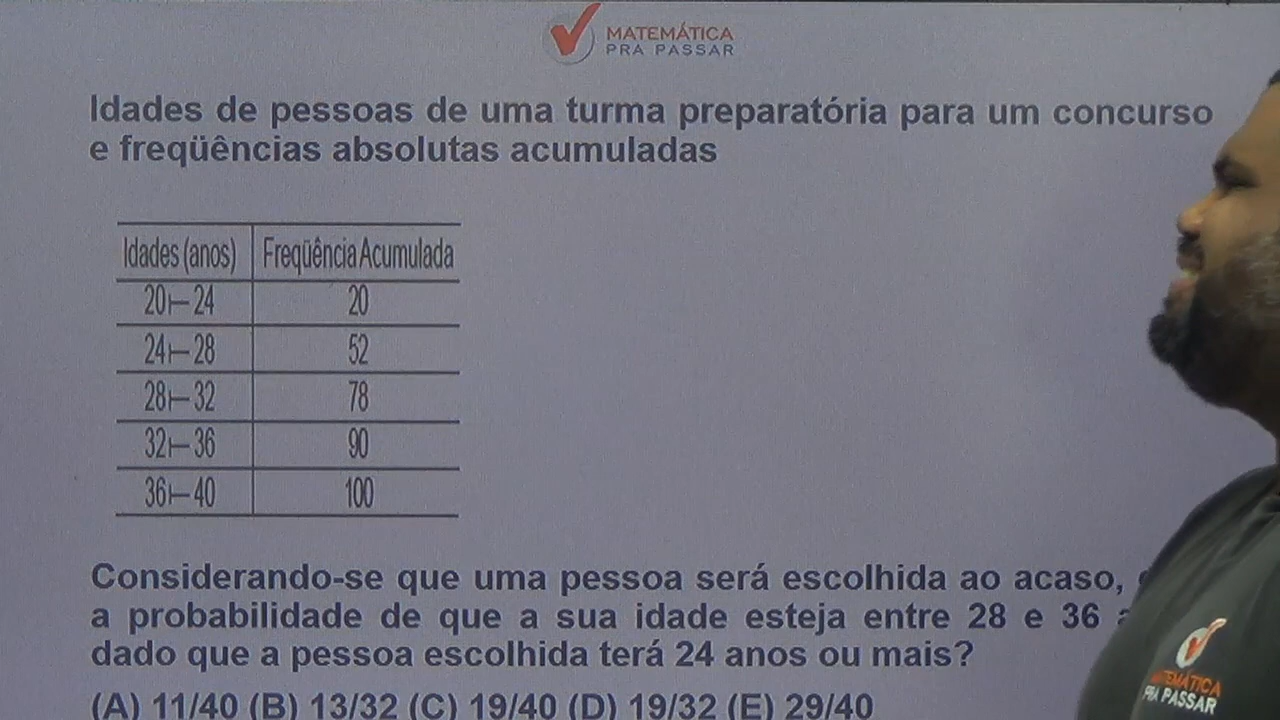 MATEMÁTICA
PRA PASSAR
Idades de pessoas de uma turma preparatória para um concurso
e freqüências absolutas acumuladas
Idades (anos) Freqüência Acumulada
20⊢24 20
24⊢28 52
28⊢32 78
32⊢36 90
36⊢40 100
Considerando-se que uma pessoa será escolhida ao acaso,
a probabilidade de que a sua idade esteja entre 28 e 36
dado que a pessoa escolhida terá 24 anos ou mais?
(A) 11/40 (B) 13/32 (C) 19/40 (D) 19/32 (E) 29/40
MATEMÁTICA
PRA PASSAR